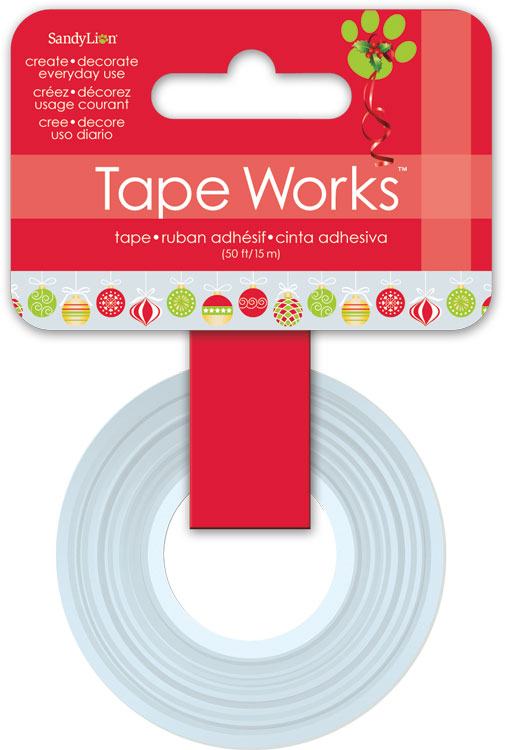 SandyLion®
create•decorate
everyday use
créez•décorez
usage courant
cree•decore
uso diario
Tape Works™
tape•ruban adhésif•cinta adhesiva
(50 ft/15 m)